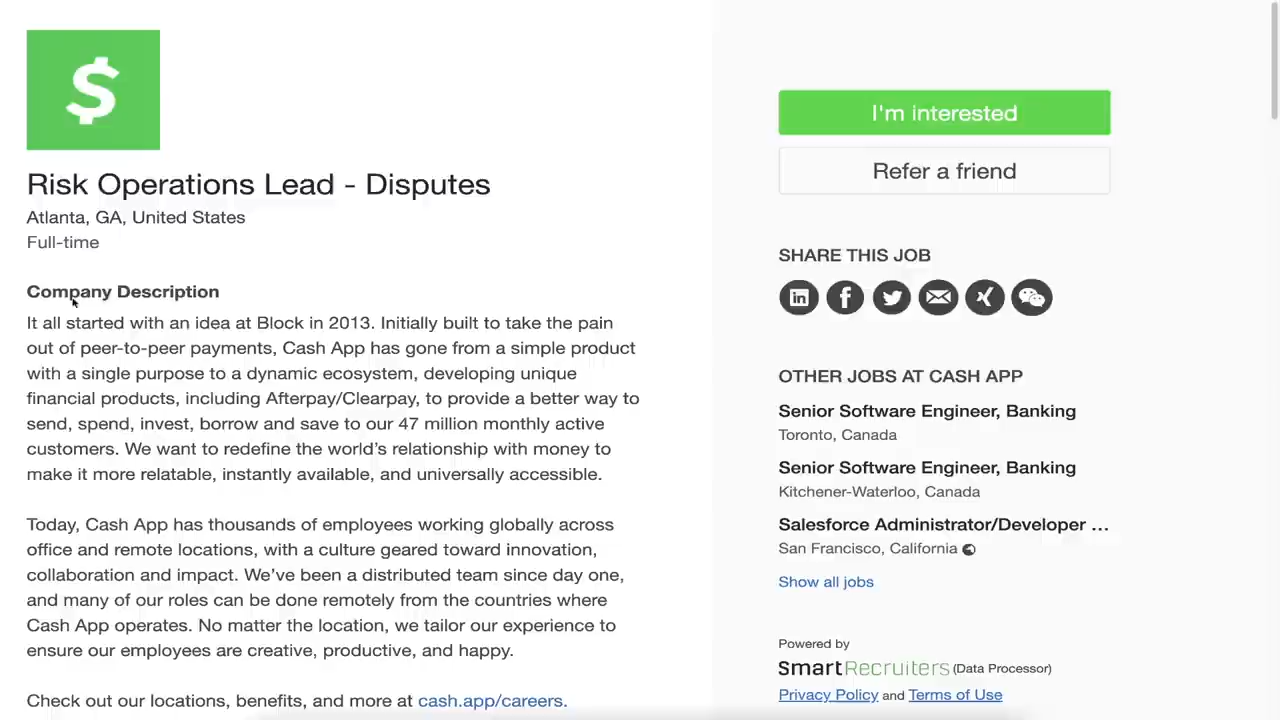 $
Risk Operations Lead - Disputes
Atlanta, GA, United States
Full-time
Company Description
It all started with an idea at Block in 2013. Initially built to take the pain
out of peer-to-peer payments, Cash App has gone from a simple product
with a single purpose to a dynamic ecosystem, developing unique
financial products, including Afterpay/Clearpay, to provide a better way to
send, spend, invest, borrow and save to our 47 million monthly active
customers. We want to redefine the world's relationship with money to
make it more relatable, instantly available, and universally accessible.
Today, Cash App has thousands of employees working globally across
office and remote locations, with a culture geared toward innovation,
collaboration and impact. We've been a distributed team since day one,
and many of our roles can be done remotely from the countries where
Cash App operates. No matter the location, we tailor our experience to
ensure our employees are creative, productive, and happy.
Check out our locations, benefits, and more at cash.app/careers.
I'm interested
Refer a friend
SHARE THIS JOB
OTHER JOBS AT CASH APP
Senior Software Engineer, Banking
Toronto, Canada
Senior Software Engineer, Banking
Kitchener-Waterloo, Canada
Salesforce Administrator/Developer ...
San Francisco, California
Show all jobs
Powered by
SmartRecruiters (Data Processor)
Privacy Policy and Terms of Use